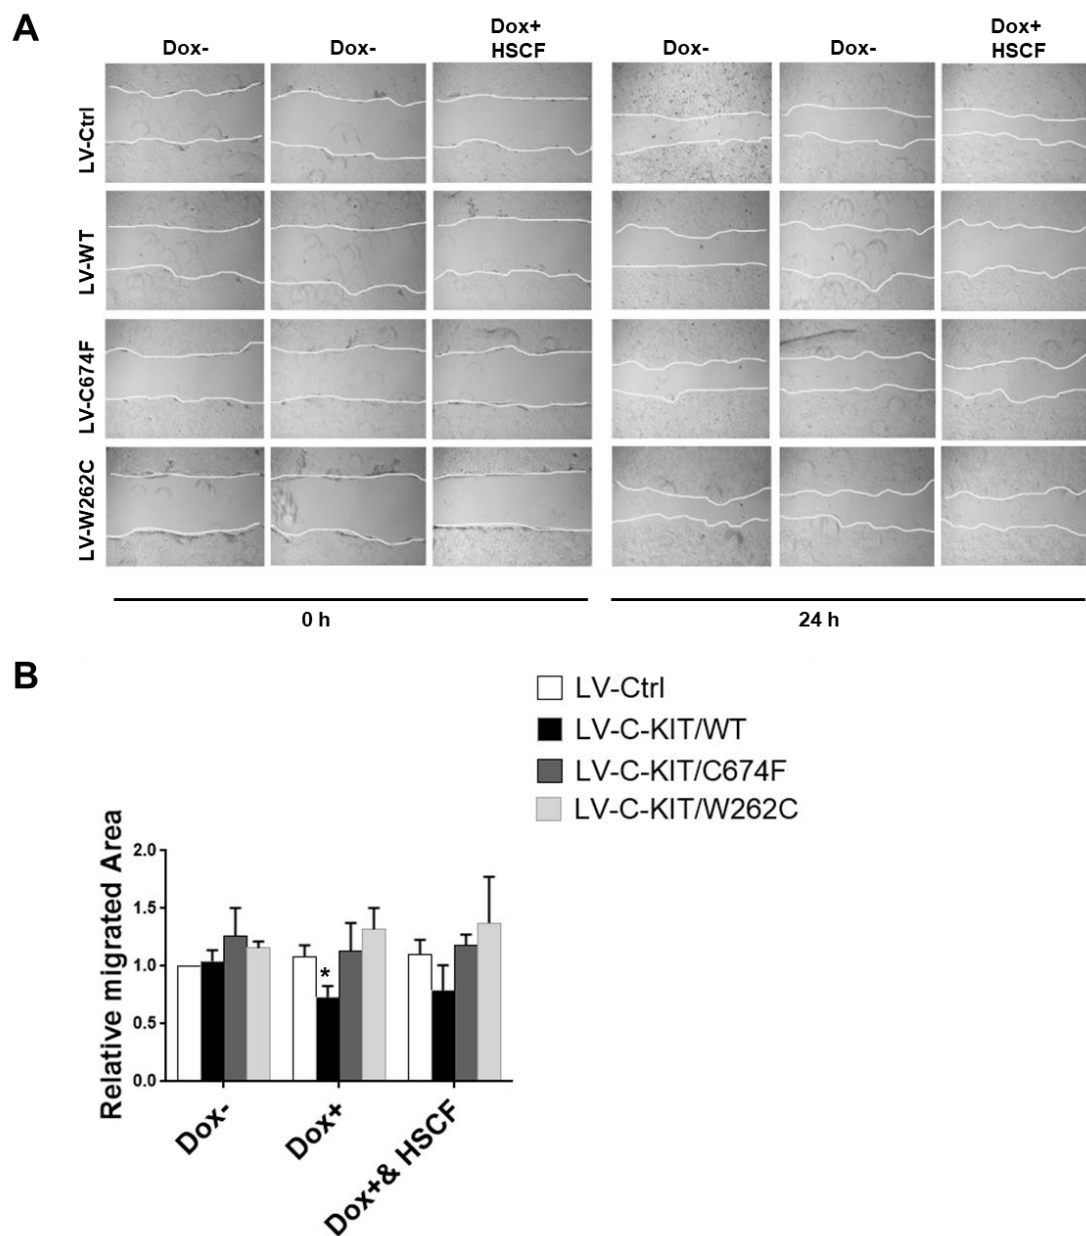 A
Dox-
Dox-
Dox+
HSCF
Dox-
Dox-
Dox+
HSCF
LV-Ctrl
LV-WT
LV-C674F
LV-W262C
0 h
24 h
B
LV-Ctrl
LV-C-KIT/WT
LV-C-KIT/C674F
LV-C-KIT/W262C
Relative migrated Area
2.0
1.5
1.0
0.5
0.0
*
Dox-
Dox+
Dox+& HSCF